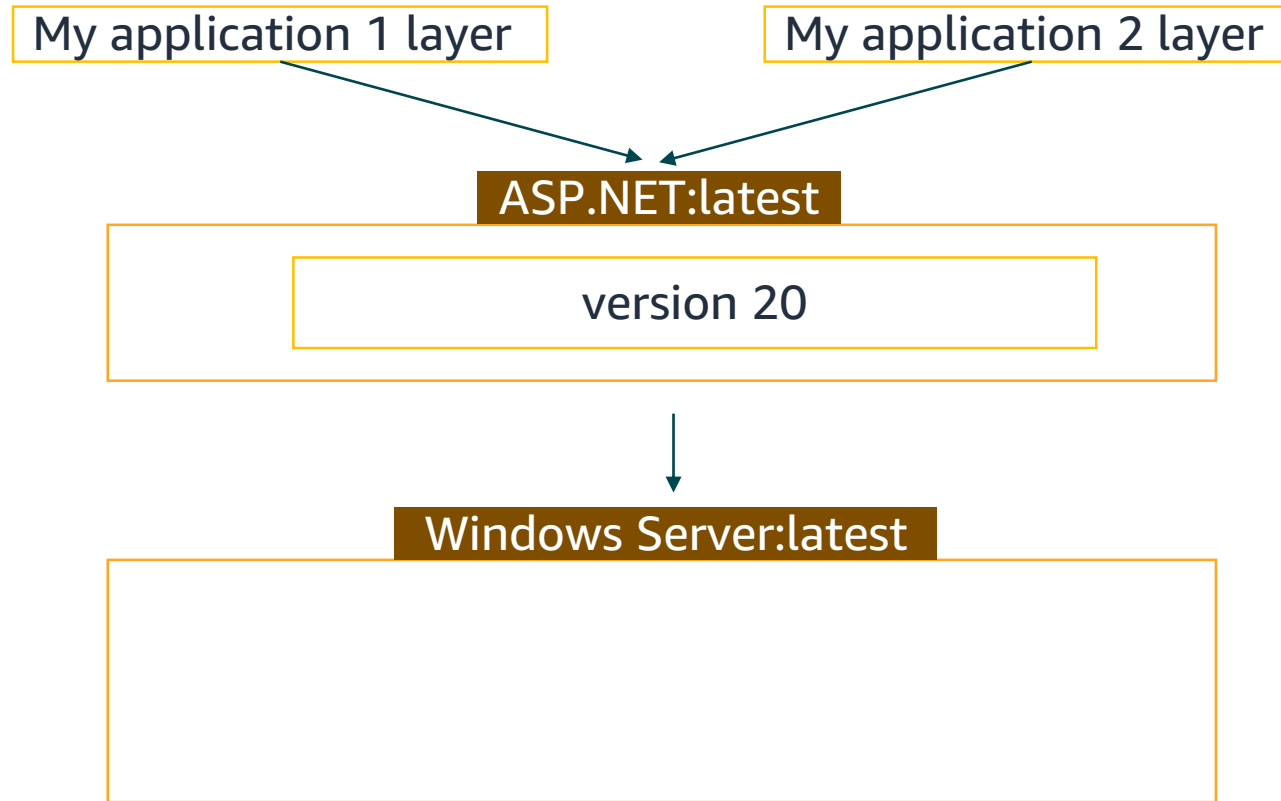 My application 1 layer
My application 2 layer
ASP.NET:latest
version 20
Windows Server:latest